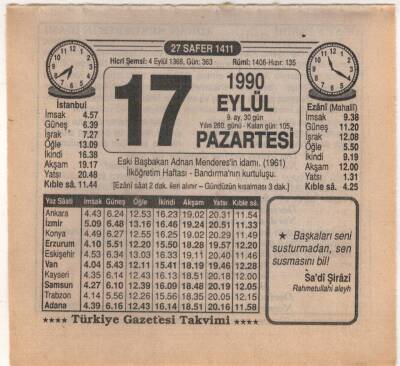 27 SAFER 1411
Hicrî Şemsî: 4 Eylül 1368, Gün: 363
Rûmî: 1406-Hızır: 135
17
1990
EYLÜL
9. ay, 30 gün
Yılın 260. günü - Kalan gün: 105
PAZARTESİ
İstanbul
İmsak 4.57
Güneş 6.39
İsrak 7.27
Öğle 13.09
İkindi 16.38
Akşam 19.17
Yatsı 20.48
Kıble sâ. 11.44
Ezânî (Mahallî)
İmsak 9.38
Güneş 11.20
İsrak 12.08
Öğle 5.50
İkindi 9.19
Akşam 12.00
Yatsı 1.31
Kıble sâ. 4.25
Eski Başbakan Adnan Menderes'in idamı. (1961)
İlköğretim Haftası - Bandırma'nın kurtuluşu.
[Ezânî sâat 2 dak. ileri alınır – Gündüzün kısalması 3 dak.]
Yaz Sâati İmsak Güneş Öğle İkindi Akşam Yatsı Kıble sâ.
Ankara 4.43 6.24 12.53 16.23 19.02 20.31 11.54
İzmir 5.09 6.48 13.16 16.46 19.24 20.51 11.33
Konya 4.49 6.27 12.55 16.25 19.02 20.29 11.49
Erzurum 4.10 5.51 12.20 15.50 18.28 19.57 12.20
Eskişehir 4.53 6.34 13.03 16.33 19.11 20.40 11.46
Van 4.04 5.43 12.11 15.41 18.19 19.46 12.28
Kayseri 4.35 6.14 12.43 16.13 18.51 20.18 12.00
Samsun 4.27 6.10 12.39 16.09 18.48 20.19 12.05
Trabzon 4.14 5.56 12.26 15.56 18.35 20.05 12.15
Adana 4.39 6.16 12.43 16.14 18.51 20.16 11.58
★ Başkaları seni
susturmadan, sen
susmasını bil!
Sa'dî Şîrâzî
Rahmetullahi aleyh
★★★★ Türkiye Gazetesi Takvimi ★★★★